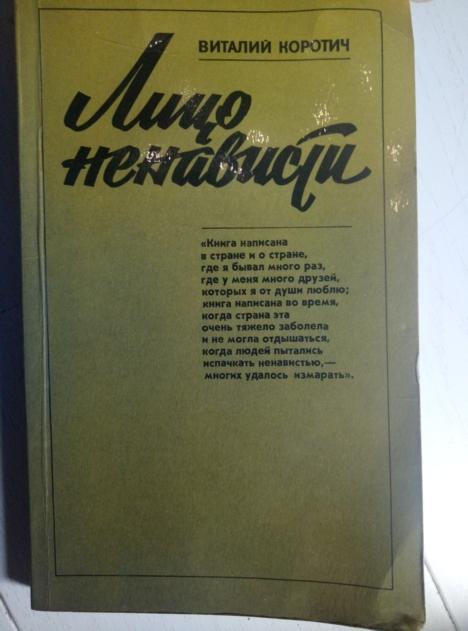 ВИТАЛИЙ КОРОТИЧ
Лицо
ненависти
«Книга написана
в стране и о стране,
где я бывал много раз,
где у меня много друзей,
которых я от души люблю;
книга написана во время,
когда страна эта
очень тяжело заболела
и не могла отдышаться,
когда людей пытались
испачкать ненавистью,—
многих удалось измарать».